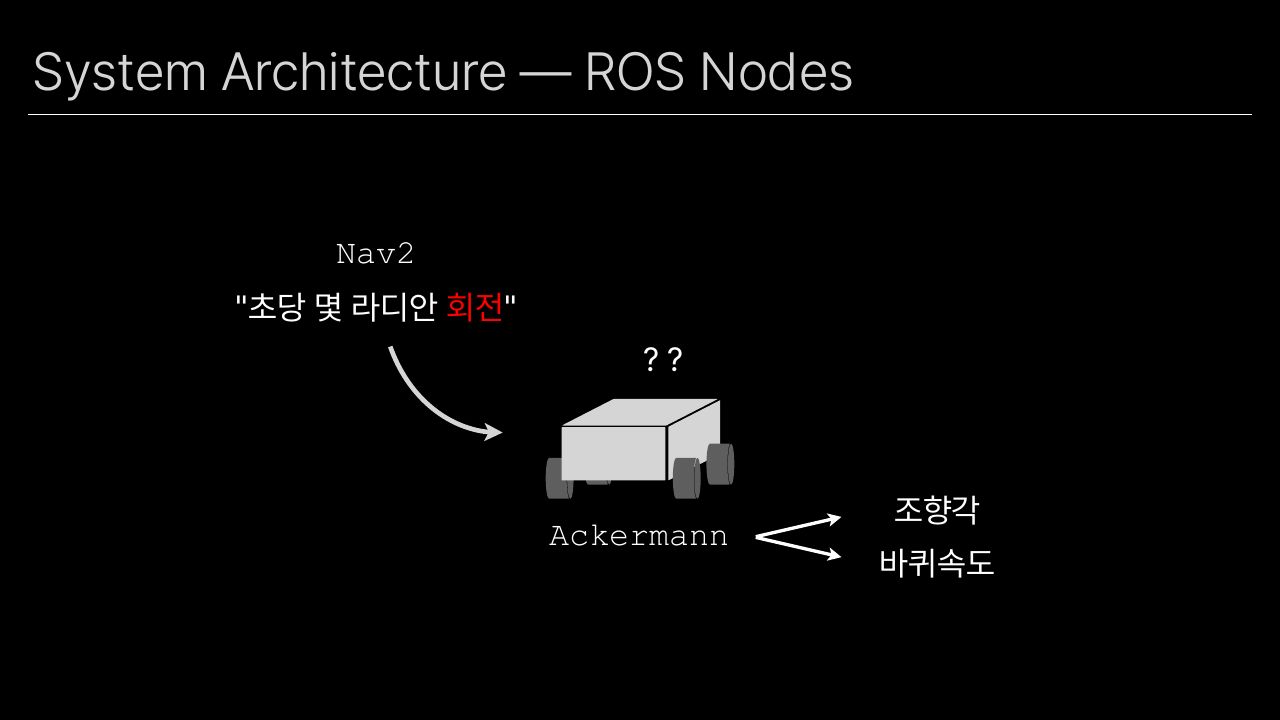 System Architecture — ROS Nodes
Nav2
"초당 몇 라디안 회전"
??
Ackermann
조향각
바퀴속도